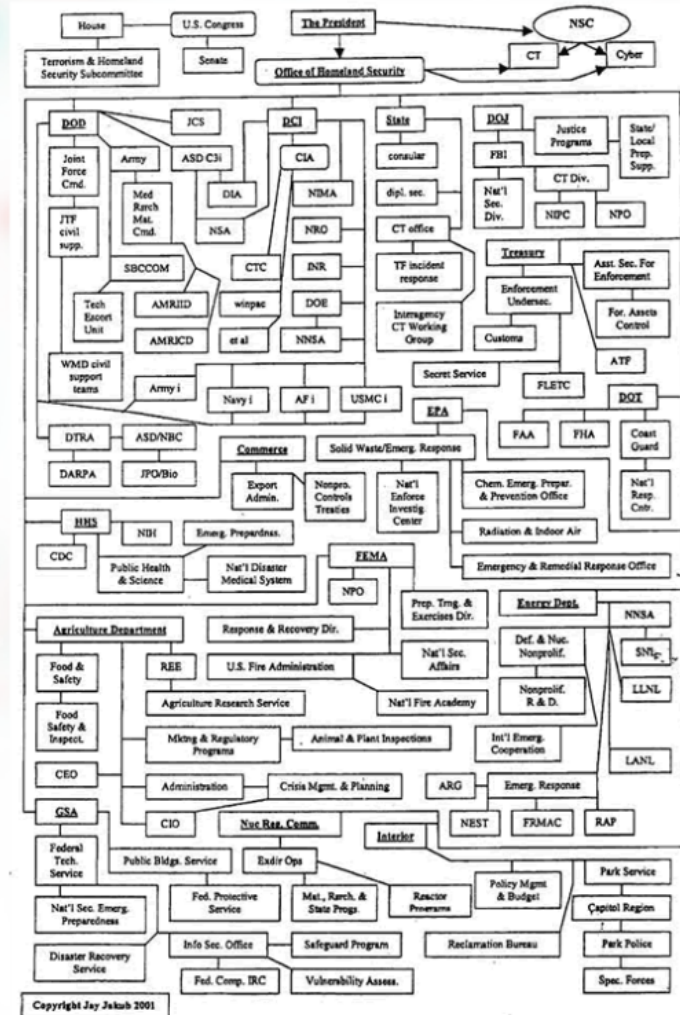 House
U.S. Congress
The President
NSC
Terrorism & Homeland
Security Subcommittee
Senate
Office of Homeland Security
CT
Cyber
DOD
JCS
DCI
State
DOJ
Justice
Programs
State/
Local
Prep.
Supp.
Joint
Force
Cmd.
Army
ASD C3i
CIA
consular
FBI
CT Div.
Med
Rsrch
Mat.
Cmd.
DIA
NIMA
dipl. sec.
Nat'l
Sec.
Div.
NIPC
NPO
JTF
civil
supp.
NSA
NRO
CT office
SBCCOM
CTC
INR
TF incident
response
Treasury
Asst. Sec. For
Enforcement
Tech
Escort
Unit
AMRIID
winpac
DOE
Interagency
CT Working
Group
Enforcement
Undersec.
For. Assets
Control
AMRICD
et al
NNSA
Customs
ATF
WMD civil
support
teams
Army i
Navy i
AF i
USMC i
Secret Service
FLETC
DOT
EPA
DTRA
ASD/NBC
Commerce
Solid Waste/Emerg. Response
FAA
FHA
Coast
Guard
DARPA
JPO/Bio
Export
Admin.
Nonpro.
Controls
Treaties
Nat'l
Enforce
Investig.
Center
Chem. Emerg. Prepar.
& Prevention Office
Nat'l
Resp.
Cntr.
HHS
NIH
Emerg. Prepardnss.
Radiation & Indoor Air
CDC
Public Health
& Science
Nat'l Disaster
Medical System
FEMA
Emergency & Remedial Response Office
NPO
Prep. Trng. &
Exercises Dir.
Energy Dept.
NNSA
Agriculture Department
Response & Recovery Dir.
Def. & Nuc.
Nonprolif.
SNL
Food &
Safety
REE
U.S. Fire Administration
Nat'l Sec.
Affairs
LLNL
Agriculture Research Service
Nat'l Fire Academy
Nonprolif.
R & D.
Food
Safety &
Inspect.
Mktng & Regulatory
Programs
Animal & Plant Inspections
Int'l Emerg.
Cooperation
LANL
CEO
Administration
Crisis Mgmt. & Planning
ARG
Emerg. Response
GSA
CIO
Nuc Reg. Comm.
Interior
NEST
FRMAC
RAP
Federal
Tech.
Service
Public Bldgs. Service
Exdir Ops
Policy Mgmt
& Budget
Park Service
Nat'l Sec. Emerg.
Preparedness
Fed. Protective
Service
Mat., Rsrch. &
State Progs.
Reactor
Programs
Capitol Region
Disaster Recovery
Service
Info Sec. Office
Safeguard Program
Reclamation Bureau
Park Police
Fed. Comp. IRC
Vulnerability Assess.
Spec. Forces
Copyright Jay Jakub 2001